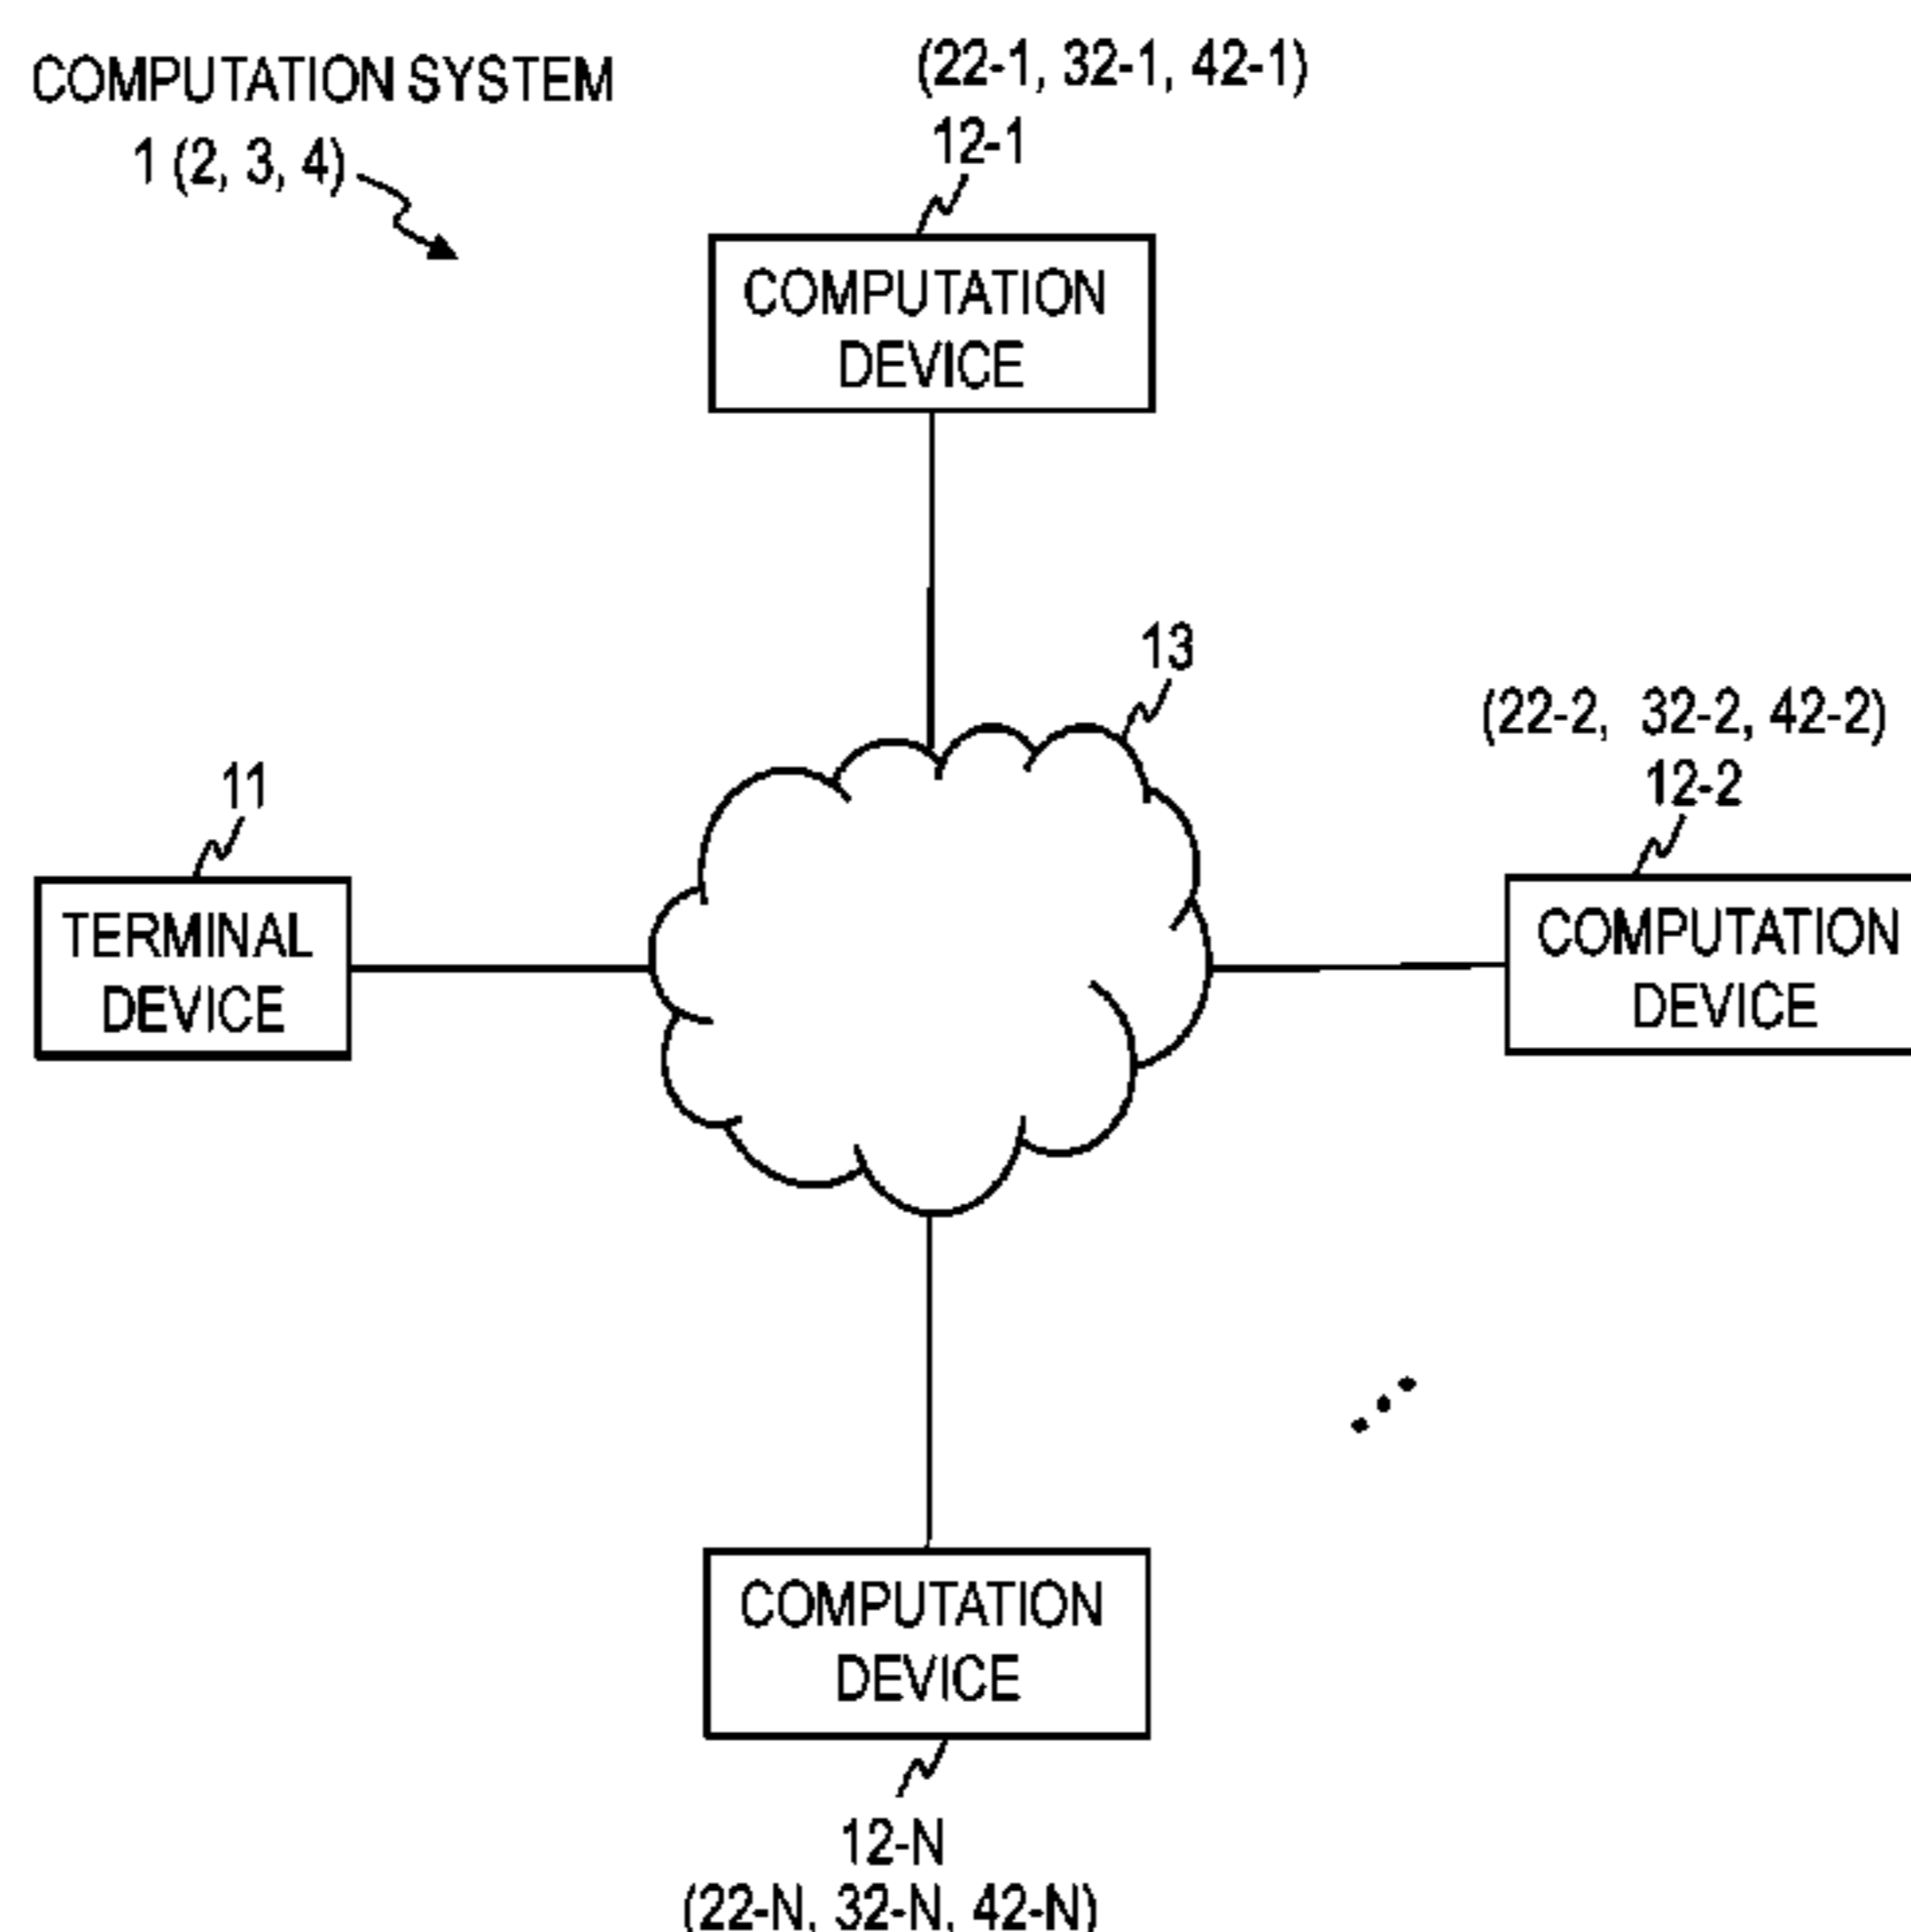 COMPUTATION SYSTEM
1 (2, 3, 4)
(22-1, 32-1, 42-1)
12-1
COMPUTATION
DEVICE
13
(22-2, 32-2, 42-2)
12-2
11
TERMINAL
DEVICE
COMPUTATION
DEVICE
COMPUTATION
DEVICE
12-N
(22-N, 32-N, 42-N)